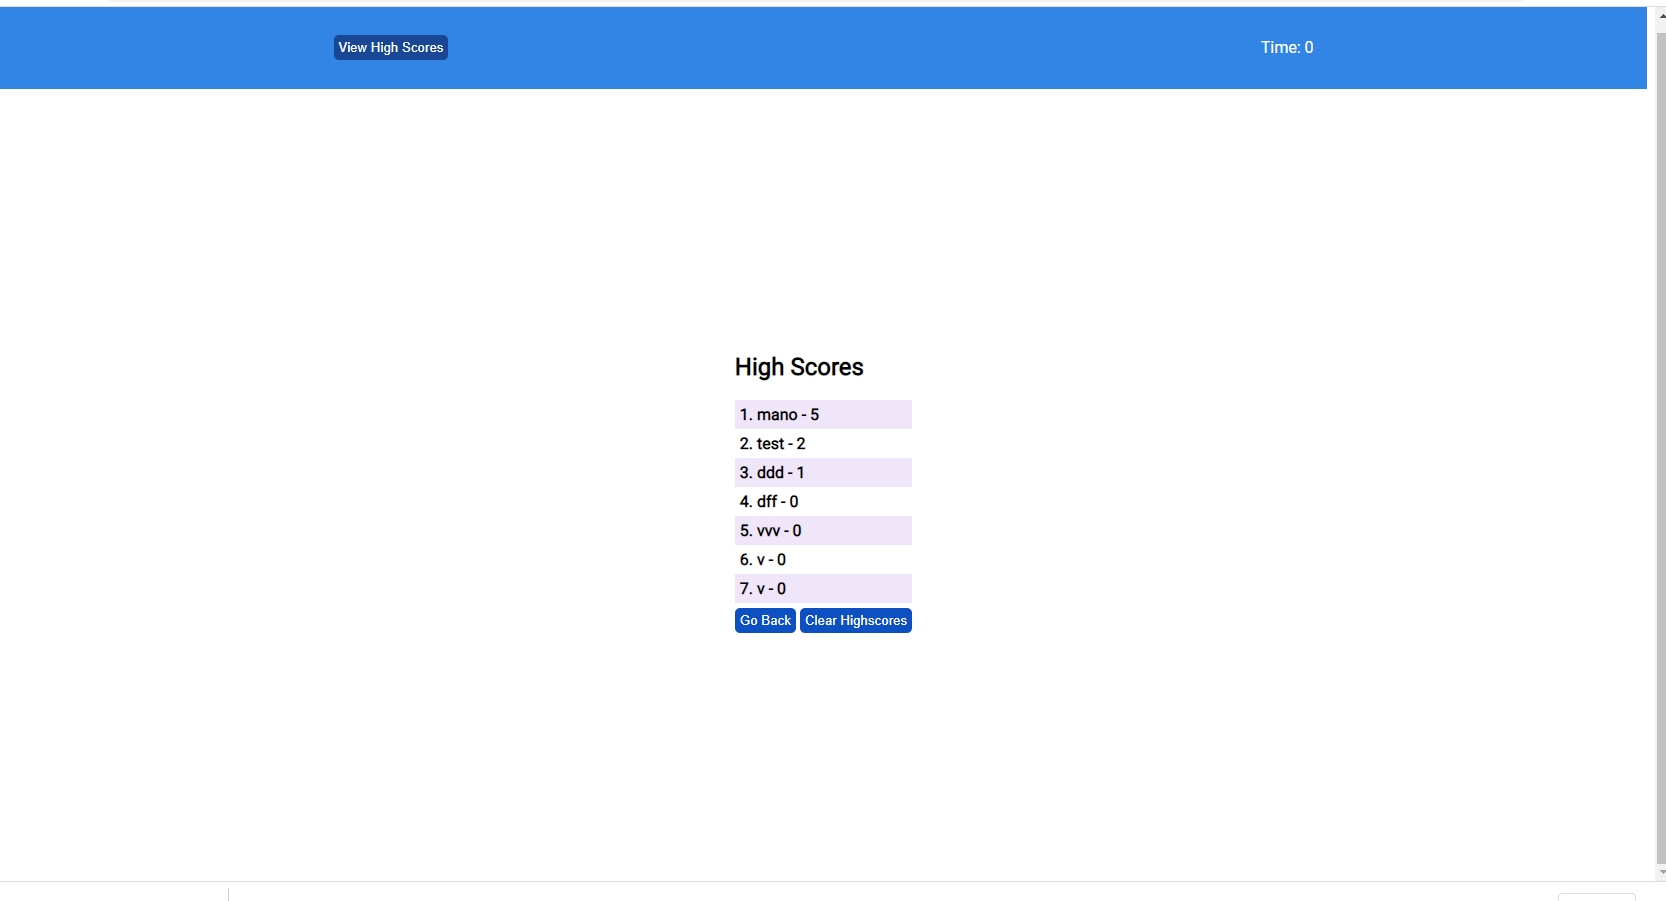 View High Scores
Time: 0
High Scores
1. mano - 5
2. test - 2
3. ddd - 1
4. dff - 0
5. vvv - 0
6. v - 0
7. v - 0
Go Back Clear Highscores